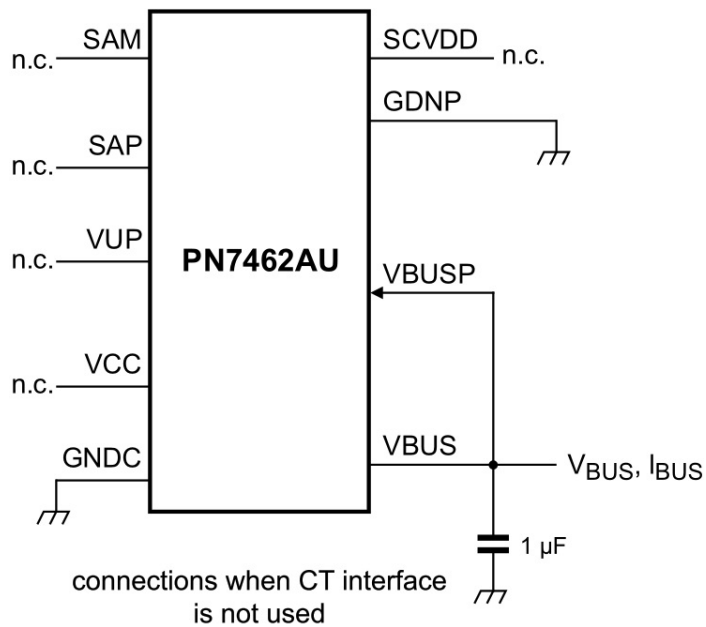 SAM
n.c.
SCVDD
n.c.
GDNP
SAP
n.c.
VUP
n.c.
PN7462AU
VBUSP
VCC
n.c.
VBUS
GNDC
VBUS, IBUS
1 µF
connections when CT interface
is not used